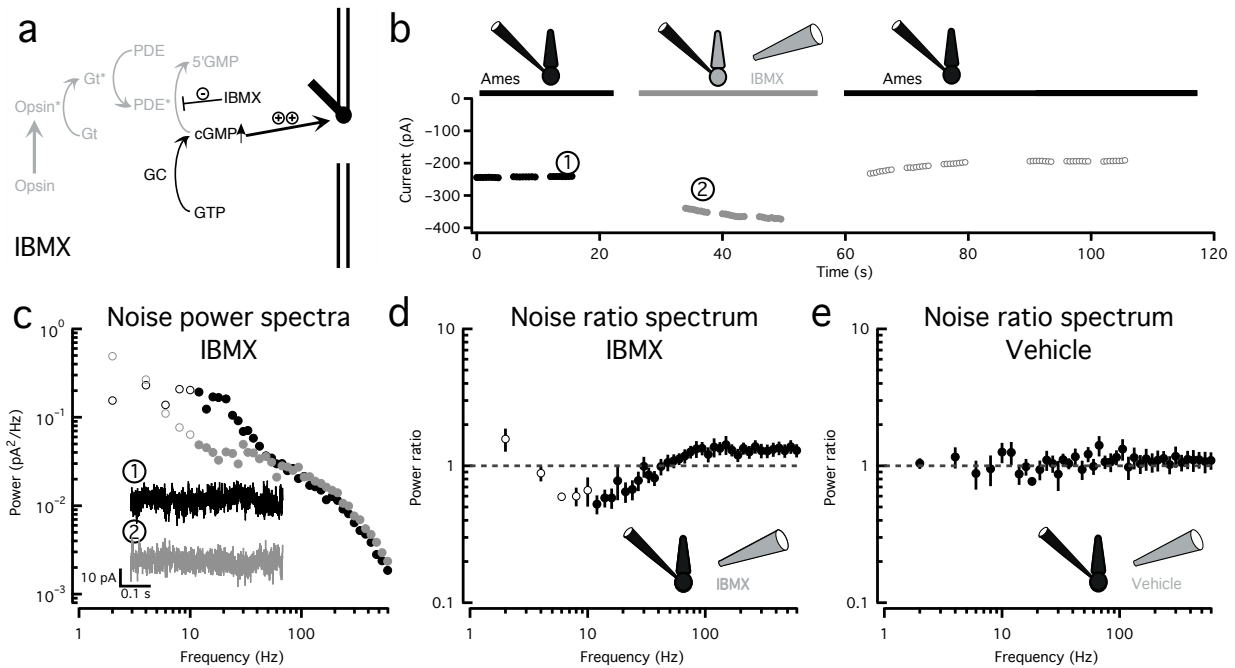 a
PDE
5'GMP
Gt*
⊖
IBMX
Opsin*
PDE*
⊕⊕
Gt
cGMP
GC
Opsin
GTP
IBMX
b
Ames
IBMX
Ames
0
−100
−200
−300
−400
Current (pA)
1
2
0 20 40 60 80 100 120
Time (s)
c
Noise power spectra
IBMX
10^0
10^-1
10^-2
10^-3
Power (pA^2/Hz)
1
2
10 pA
0.1 s
1 10 100
Frequency (Hz)
d
Noise ratio spectrum
IBMX
10
1
0.1
Power ratio
IBMX
1 10 100
Frequency (Hz)
e
Noise ratio spectrum
Vehicle
10
1
0.1
Power ratio
Vehicle
1 10 100
Frequency (Hz)